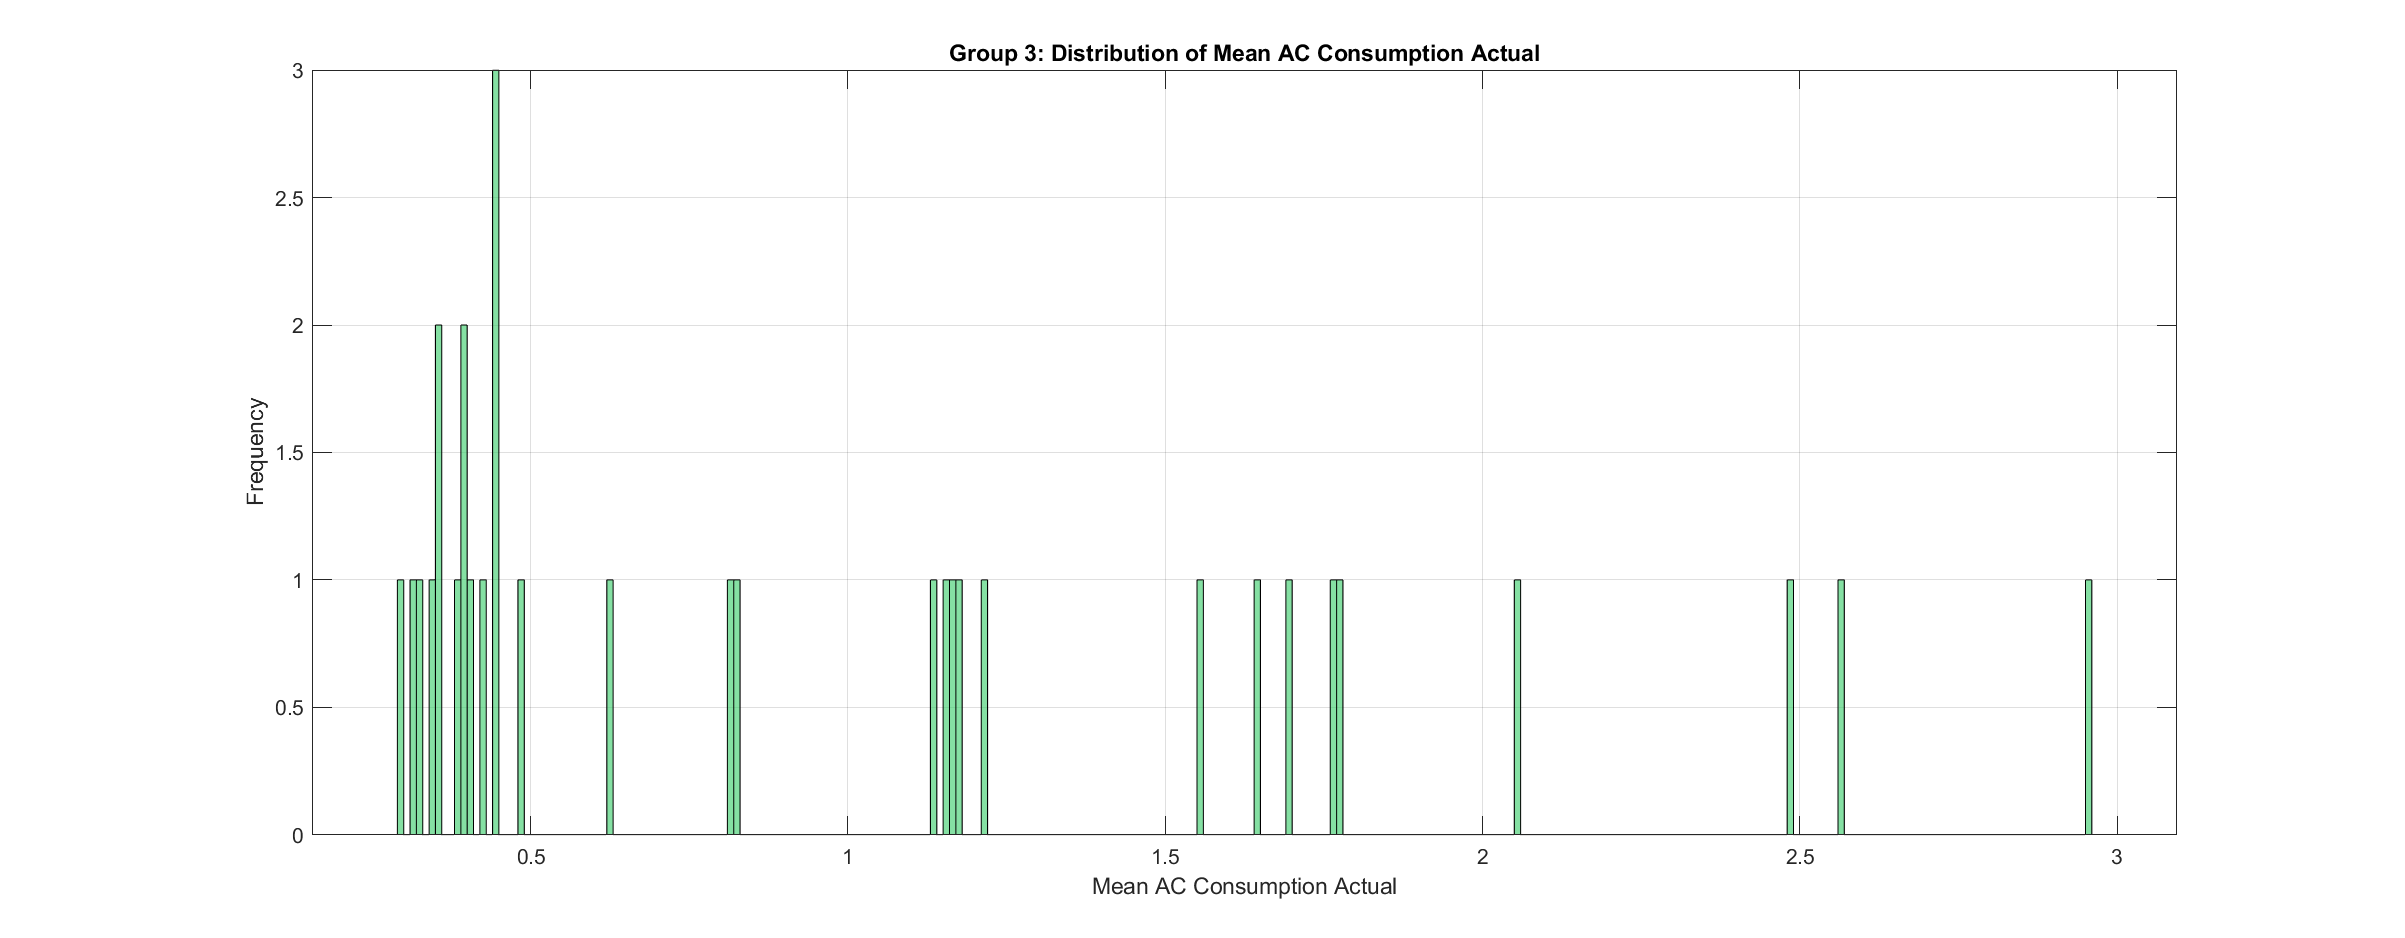 Group 3: Distribution of Mean AC Consumption Actual
3
2.5
2
1.5
1
0.5
0
Frequency
0.5 1 1.5 2 2.5 3
Mean AC Consumption Actual